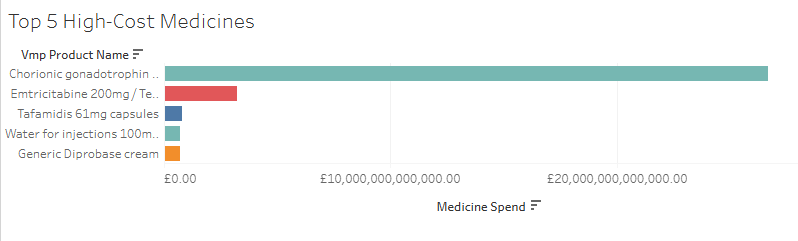 Top 5 High-Cost Medicines
Vmp Product Name
Chorionic gonadotrophin ..
Emtricitabine 200mg / Te..
Tafamidis 61mg capsules
Water for injections 100m..
Generic Diprobase cream
£0.00 £10,000,000,000,000.00 £20,000,000,000,000.00
Medicine Spend